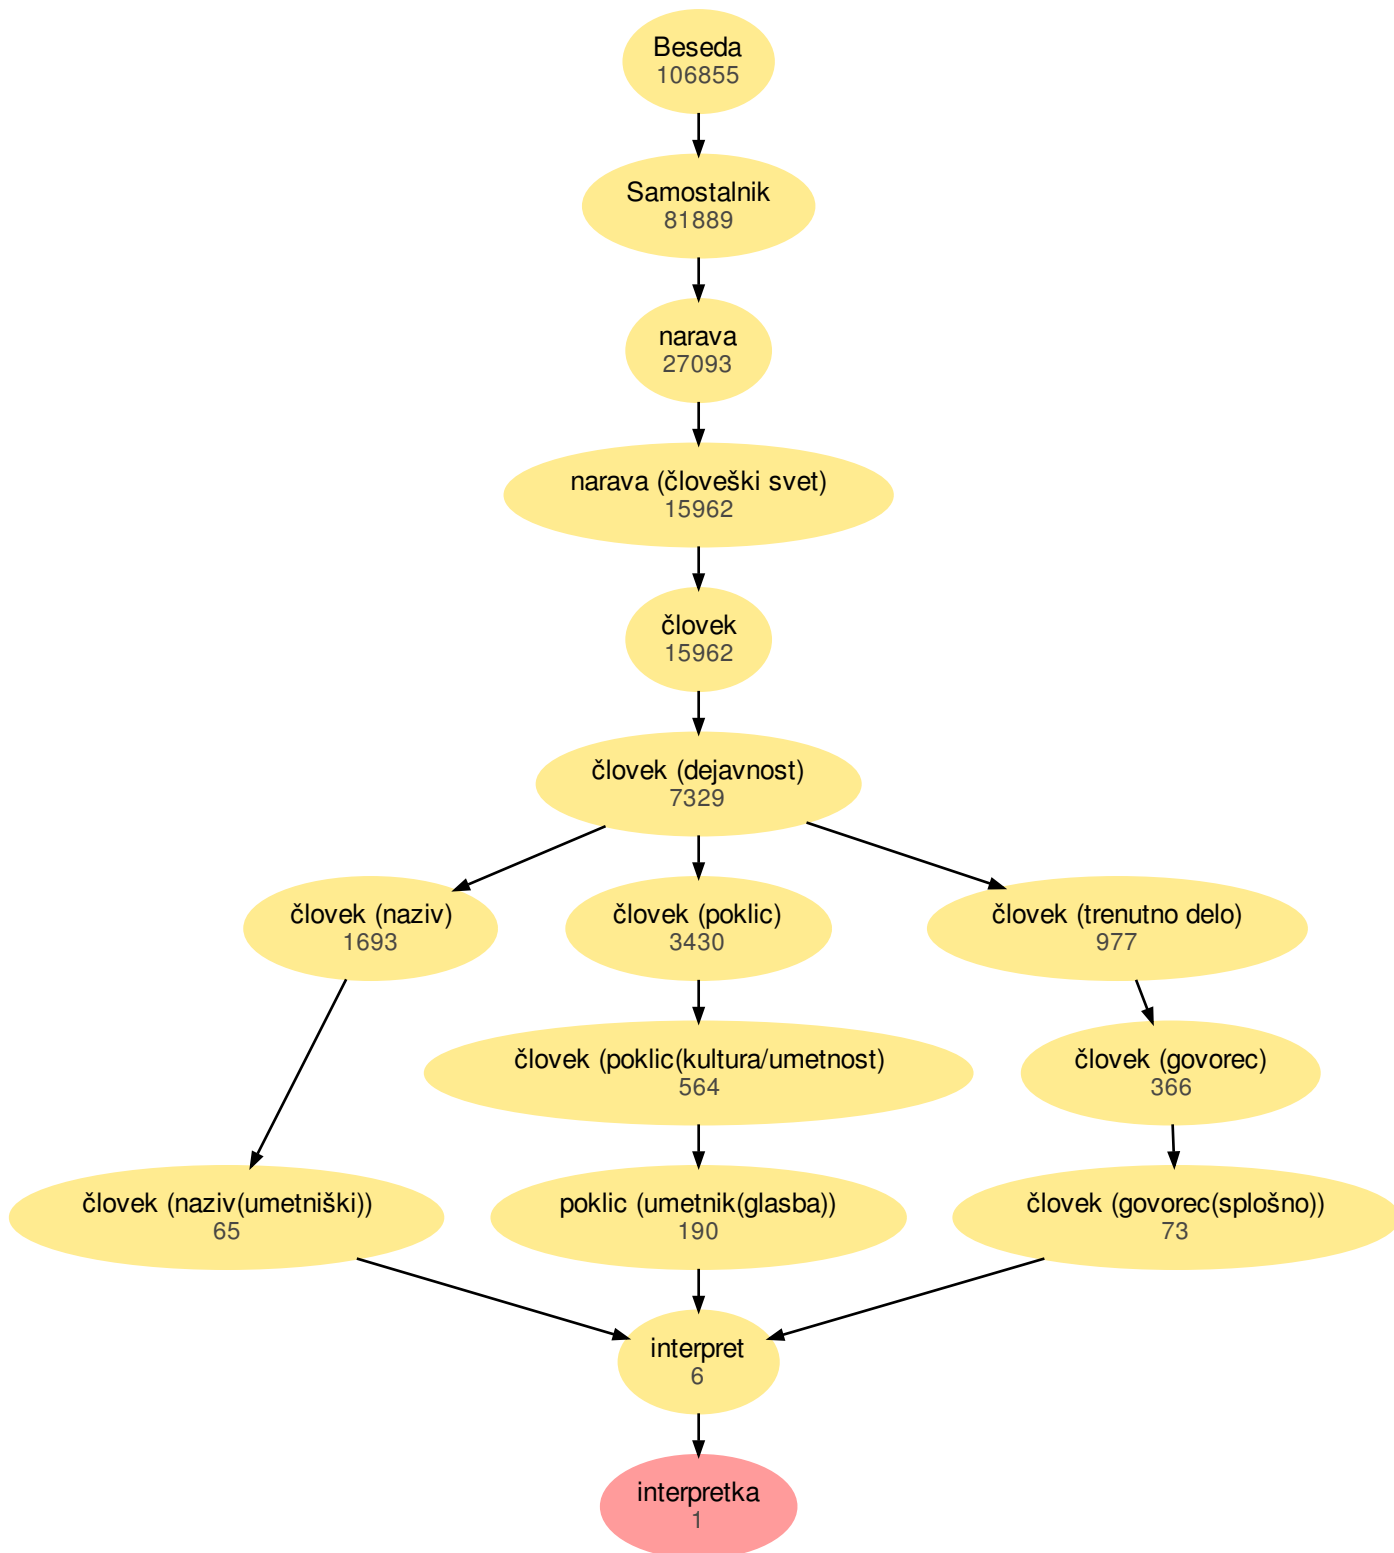 Beseda
106855
Samostalnik
81889
narava
27093
narava (človeški svet)
15962
človek
15962
človek (dejavnost)
7329
človek (naziv)
1693
človek (poklic)
3430
človek (trenutno delo)
977
človek (poklic(kultura/umetnost)
564
človek (govorec)
366
človek (naziv(umetniški))
65
poklic (umetnik(glasba))
190
človek (govorec(splošno))
73
interpret
6
interpretka
1